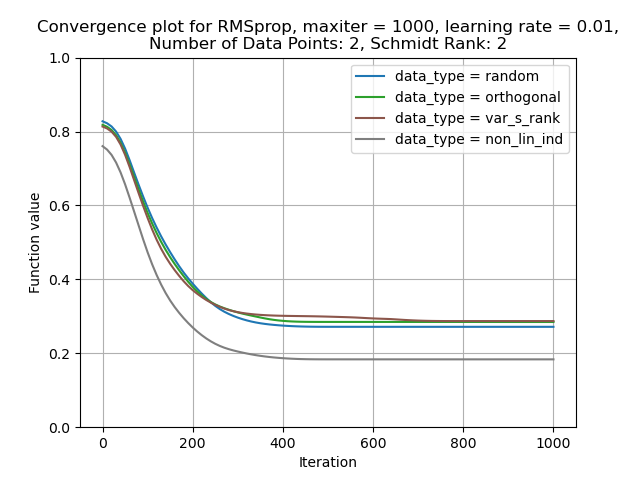 Convergence plot for RMSprop, maxiter = 1000, learning rate = 0.01,
Number of Data Points: 2, Schmidt Rank: 2
1.0
0.8
0.6
0.4
0.2
0.0
Function value
data_type = random
data_type = orthogonal
data_type = var_s_rank
data_type = non_lin_ind
0 200 400 600 800 1000
Iteration